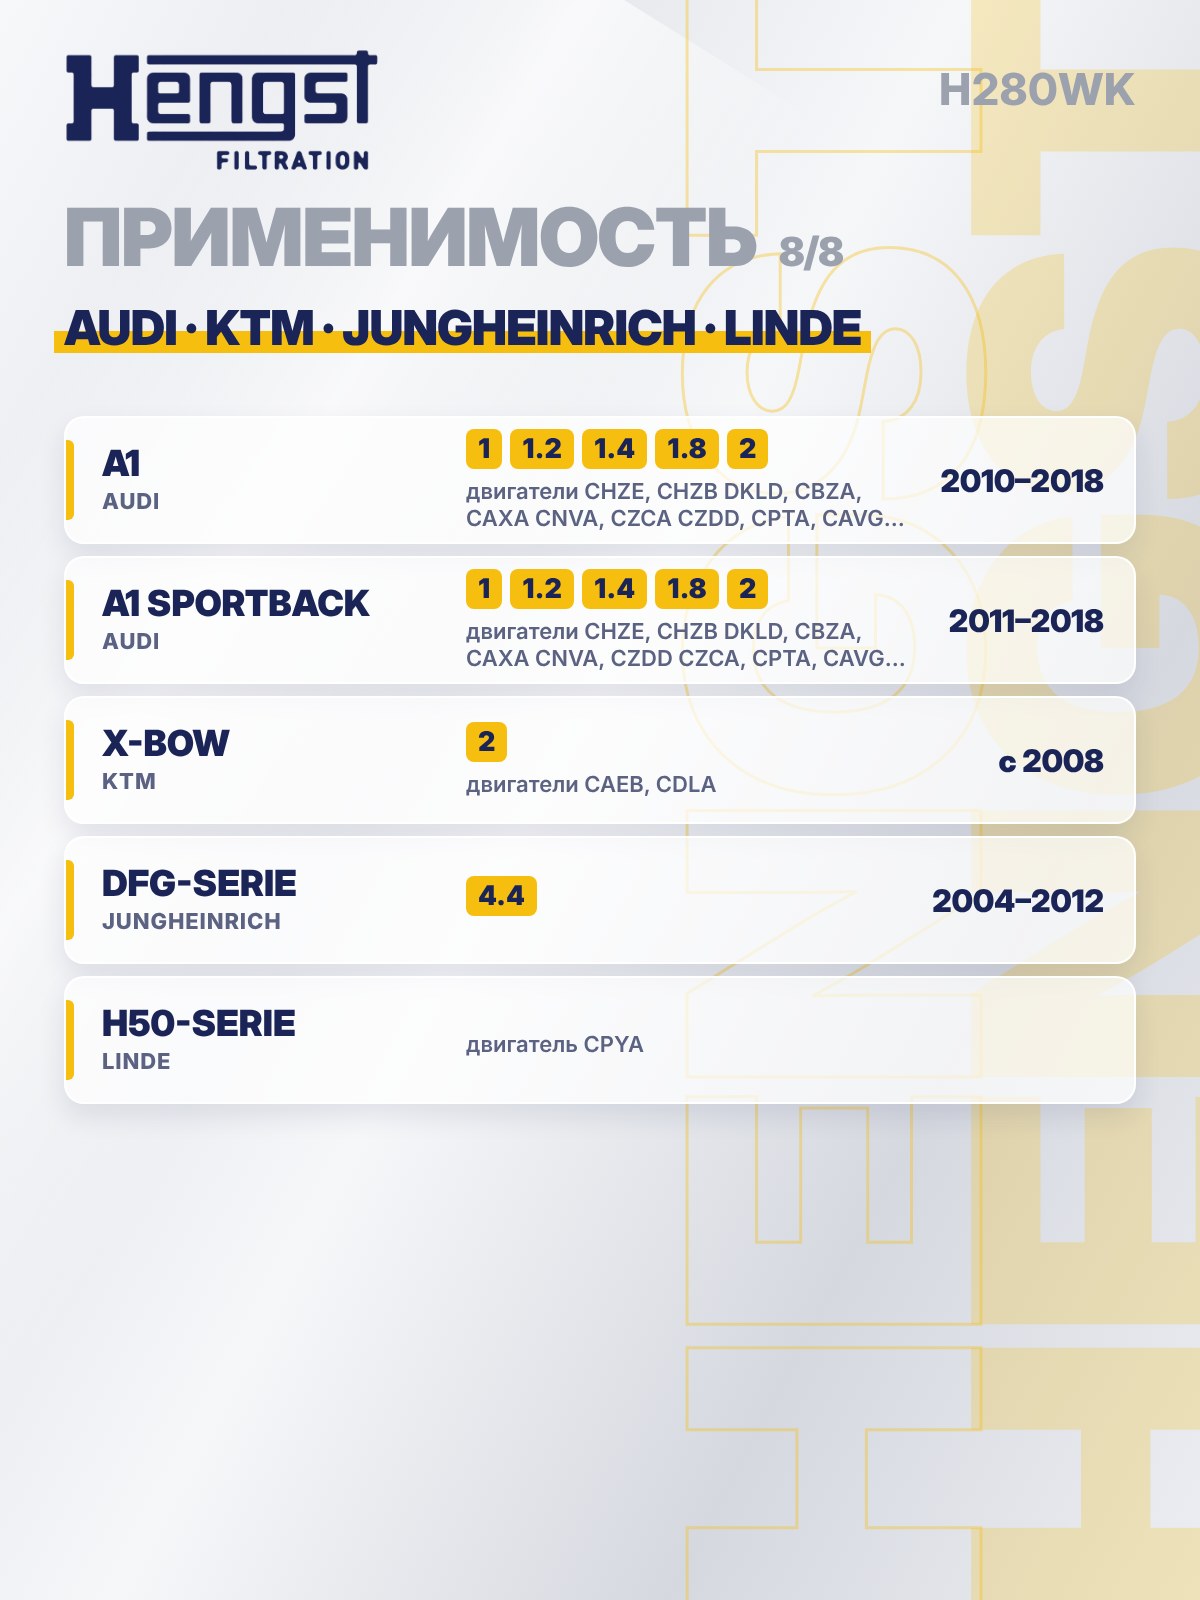 Hengst
FILTRATION
H280WK
ПРИМЕНИМОСТЬ 8/8
AUDI · KTM · JUNGHEINRICH · LINDE
A1
AUDI
1 1.2 1.4 1.8 2
двигатели CHZE, CHZB DKLD, CBZA,
CAXA CNVA, CZCA CZDD, CPTA, CAVG...
2010–2018
A1 SPORTBACK
AUDI
1 1.2 1.4 1.8 2
двигатели CHZE, CHZB DKLD, CBZA,
CAXA CNVA, CZDD CZCA, CPTA, CAVG...
2011–2018
X-BOW
KTM
2
двигатели CAEB, CDLA
с 2008
DFG-SERIE
JUNGHEINRICH
4.4
2004–2012
H50-SERIE
LINDE
двигатель CPYA
HENGST
HENGST